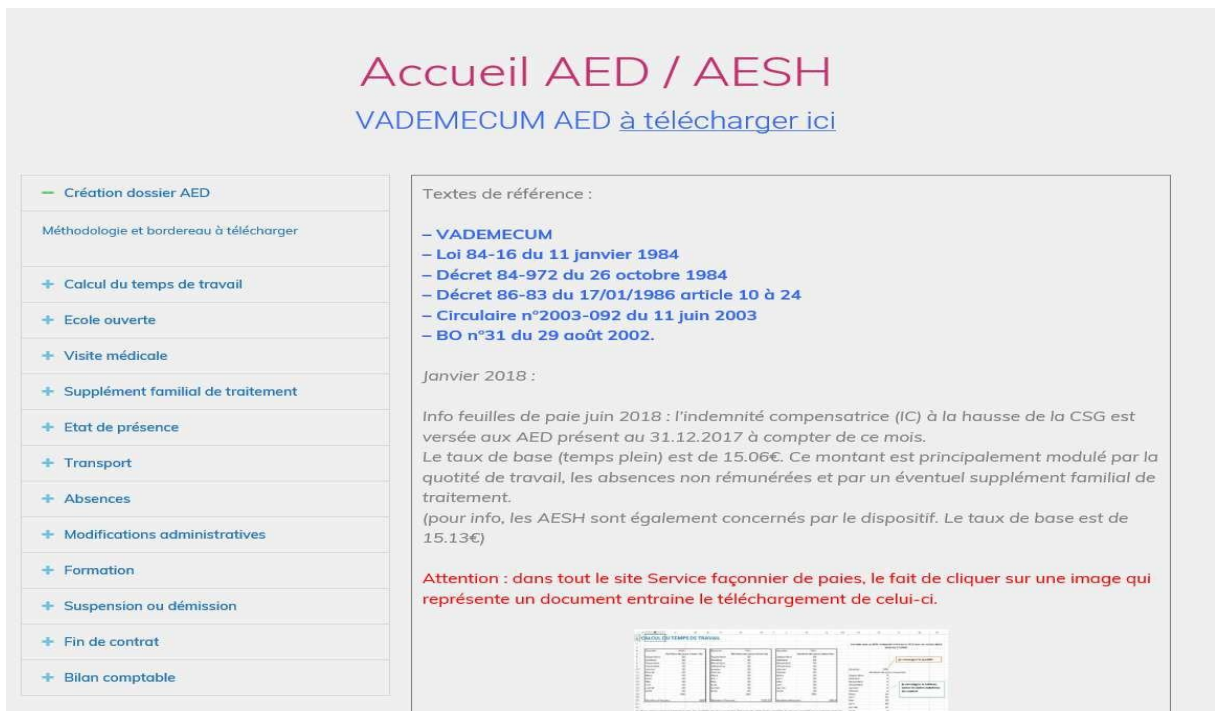 Accueil AED / AESH
VADEMECUM AED à télécharger ici
Création dossier AED
Méthodologie et bordereau à télécharger
Calcul du temps de travail
Ecole ouverte
Visite médicale
Supplément familial de traitement
Etat de présence
Transport
Absences
Modifications administratives
Formation
Suspension ou démission
Fin de contrat
Bilan comptable
Textes de référence :
– VADEMECUM
– Loi 84-16 du 11 janvier 1984
– Décret 84-972 du 26 octobre 1984
– Décret 86-83 du 17/01/1986 article 10 à 24
– Circulaire n°2003-092 du 11 juin 2003
– BO n°31 du 29 août 2002.
Janvier 2018 :
Info feuilles de paie juin 2018 : l'indemnité compensatrice (IC) à la hausse de la CSG est
versée aux AED présent au 31.12.2017 à compter de ce mois.
Le taux de base (temps plein) est de 15.06€. Ce montant est principalement modulé par la
quotité de travail, les absences non rémunérées et par un éventuel supplément familial de
traitement.
(pour info, les AESH sont également concernés par le dispositif. Le taux de base est de
15.13€)
Attention : dans tout le site Service façonnier de paies, le fait de cliquer sur une image qui
représente un document entraine le téléchargement de celui-ci.
CALCUL DU TEMPS DE TRAVAIL